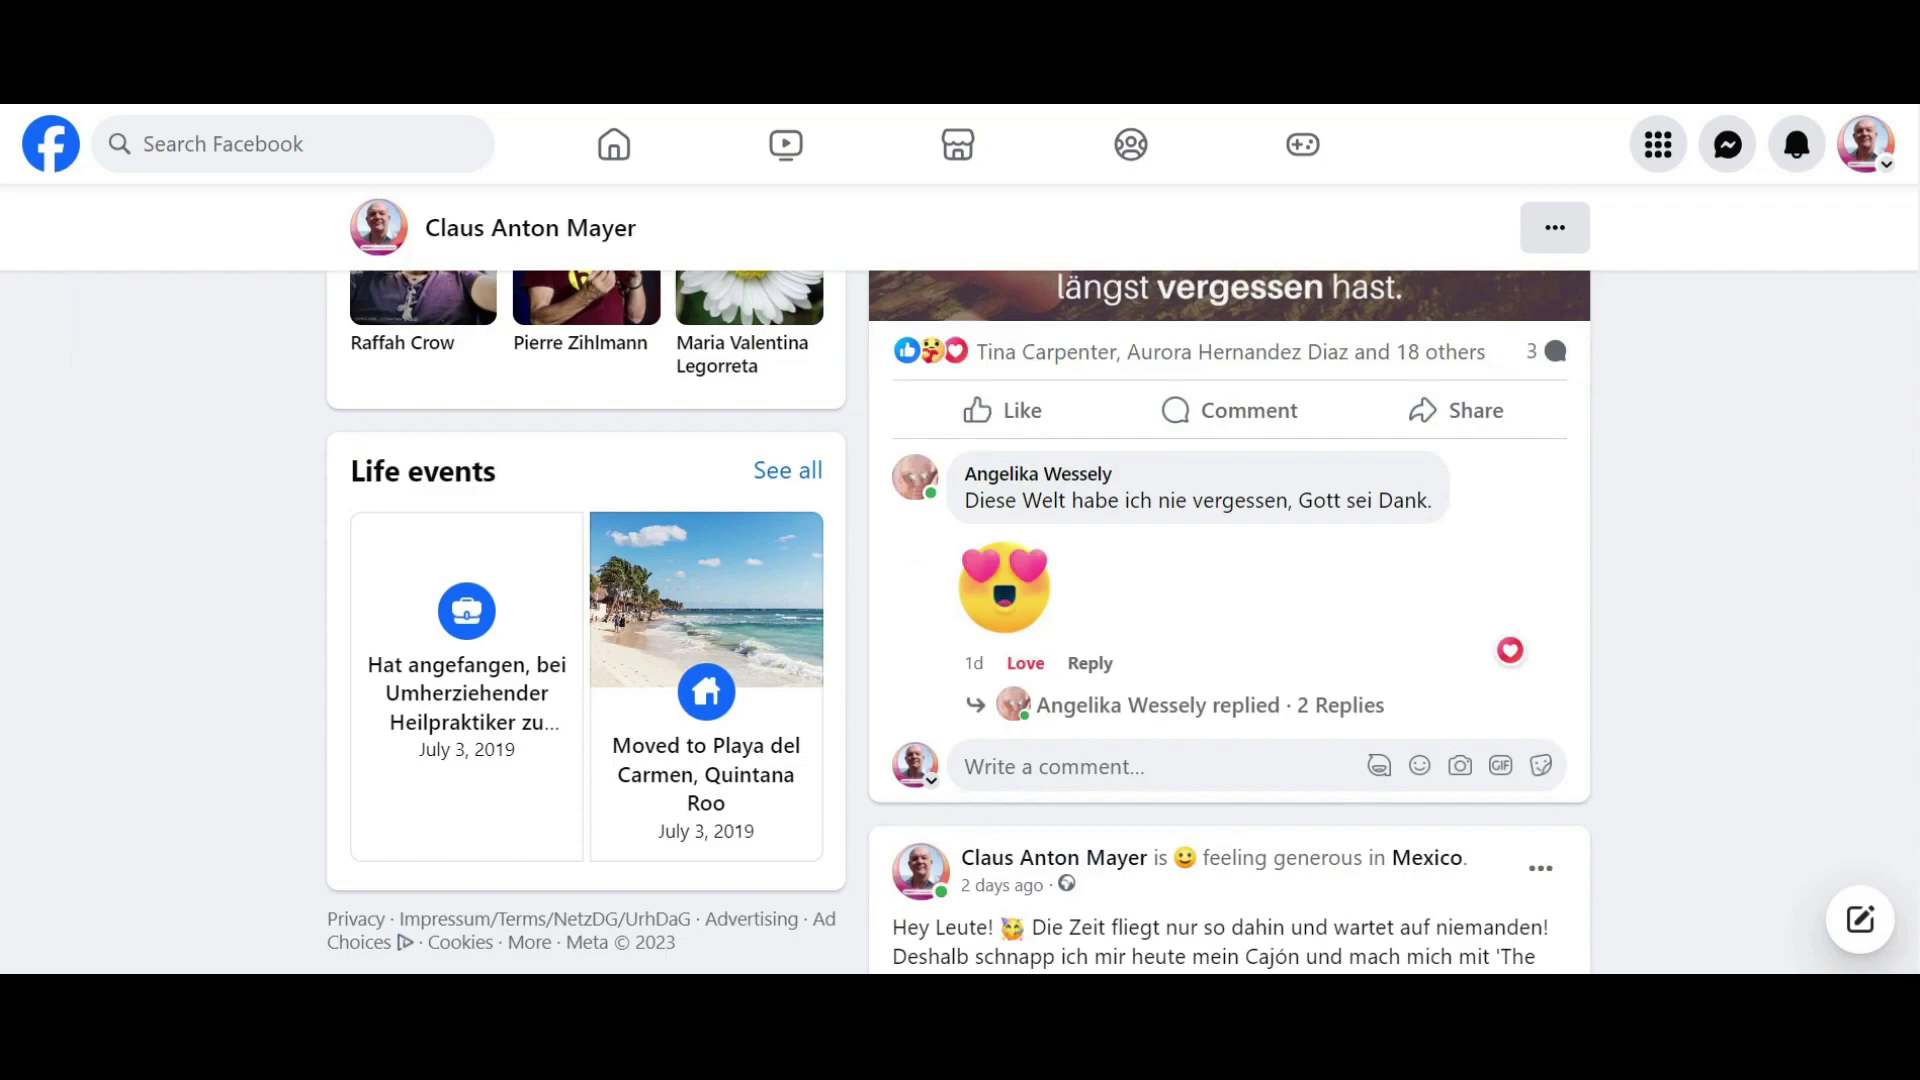 Search Facebook
Claus Anton Mayer
Raffah Crow
Pierre Zihlmann
Maria Valentina
Legorreta
Life events
See all
Hat angefangen, bei
Umherziehender
Heilpraktiker zu...
July 3, 2019
Moved to Playa del
Carmen, Quintana
Roo
July 3, 2019
Privacy · Impressum/Terms/NetzDG/UrhDaG · Advertising · Ad
Choices · Cookies · More · Meta © 2023
längst vergessen hast.
Tina Carpenter, Aurora Hernandez Diaz and 18 others
3
Like
Comment
Share
Angelika Wessely
Diese Welt habe ich nie vergessen, Gott sei Dank.
1d Love Reply
Angelika Wessely replied · 2 Replies
Write a comment...
GIF
Claus Anton Mayer is feeling generous in Mexico.
2 days ago ·
Hey Leute! Die Zeit fliegt nur so dahin und wartet auf niemanden!
Deshalb schnapp ich mir heute mein Cajón und mach mich mit 'The